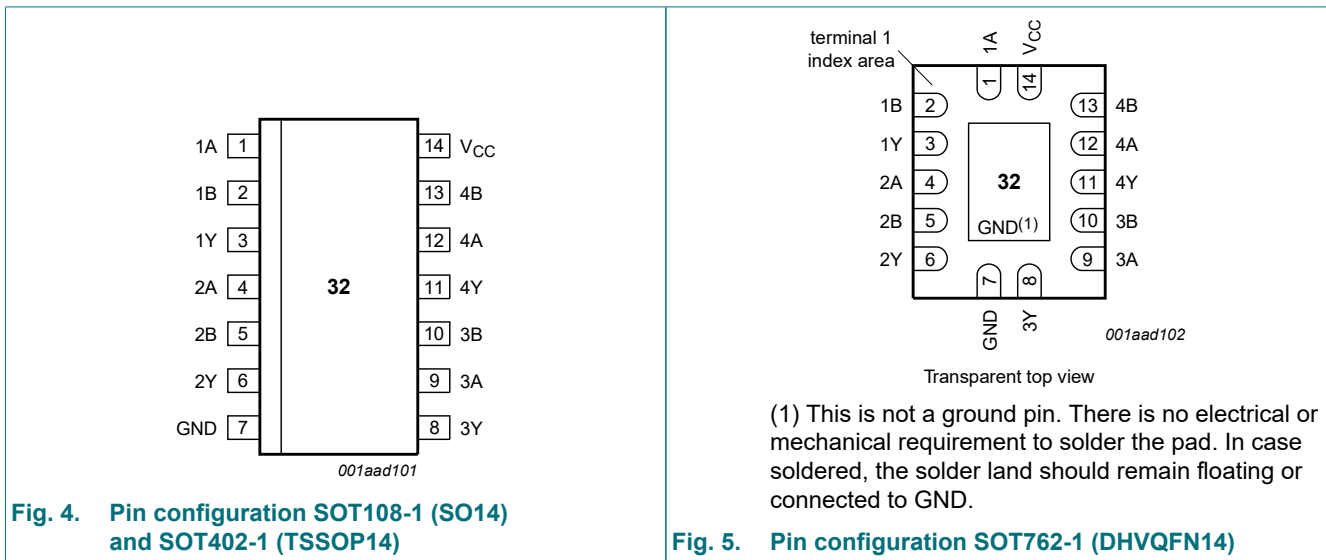 1A 1 14 VCC
1B 2 13 4B
1Y 3 12 4A
2A 4 32 11 4Y
2B 5 10 3B
2Y 6 9 3A
GND 7 8 3Y
001aad101
Fig. 4. Pin configuration SOT108-1 (SO14)
and SOT402-1 (TSSOP14)
terminal 1
index area
1A VCC
1 14
1B 2 13 4B
1Y 3 12 4A
2A 4 32 11 4Y
2B 5 GND(1) 10 3B
2Y 6 9 3A
7 8
GND 3Y
001aad102
Transparent top view
(1) This is not a ground pin. There is no electrical or
mechanical requirement to solder the pad. In case
soldered, the solder land should remain floating or
connected to GND.
Fig. 5. Pin configuration SOT762-1 (DHVQFN14)